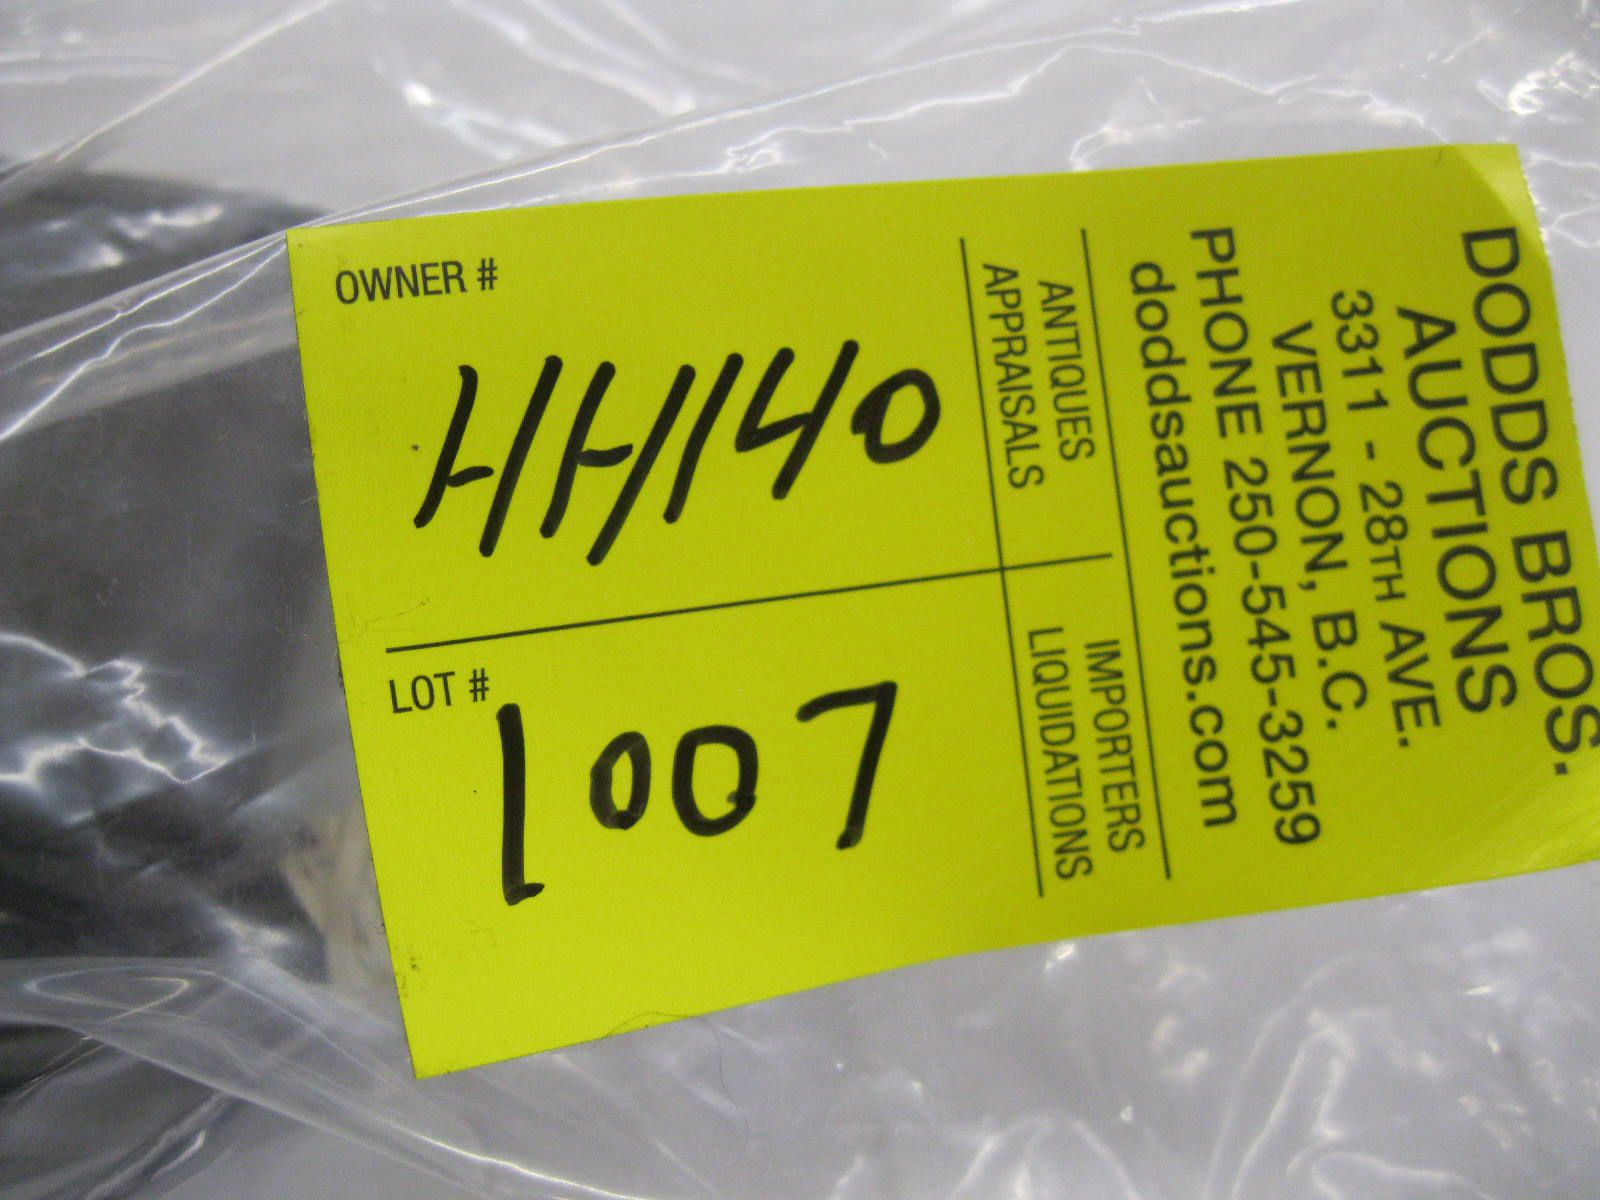 DODDS BROS.
AUCTIONS
3311 - 28TH AVE.
VERNON, B.C.
PHONE 250-545-3259
doddsauctions.com
ANTIQUES
APPRAISALS
IMPORTERS
LIQUIDATIONS
OWNER #
HH140
LOT #
1007